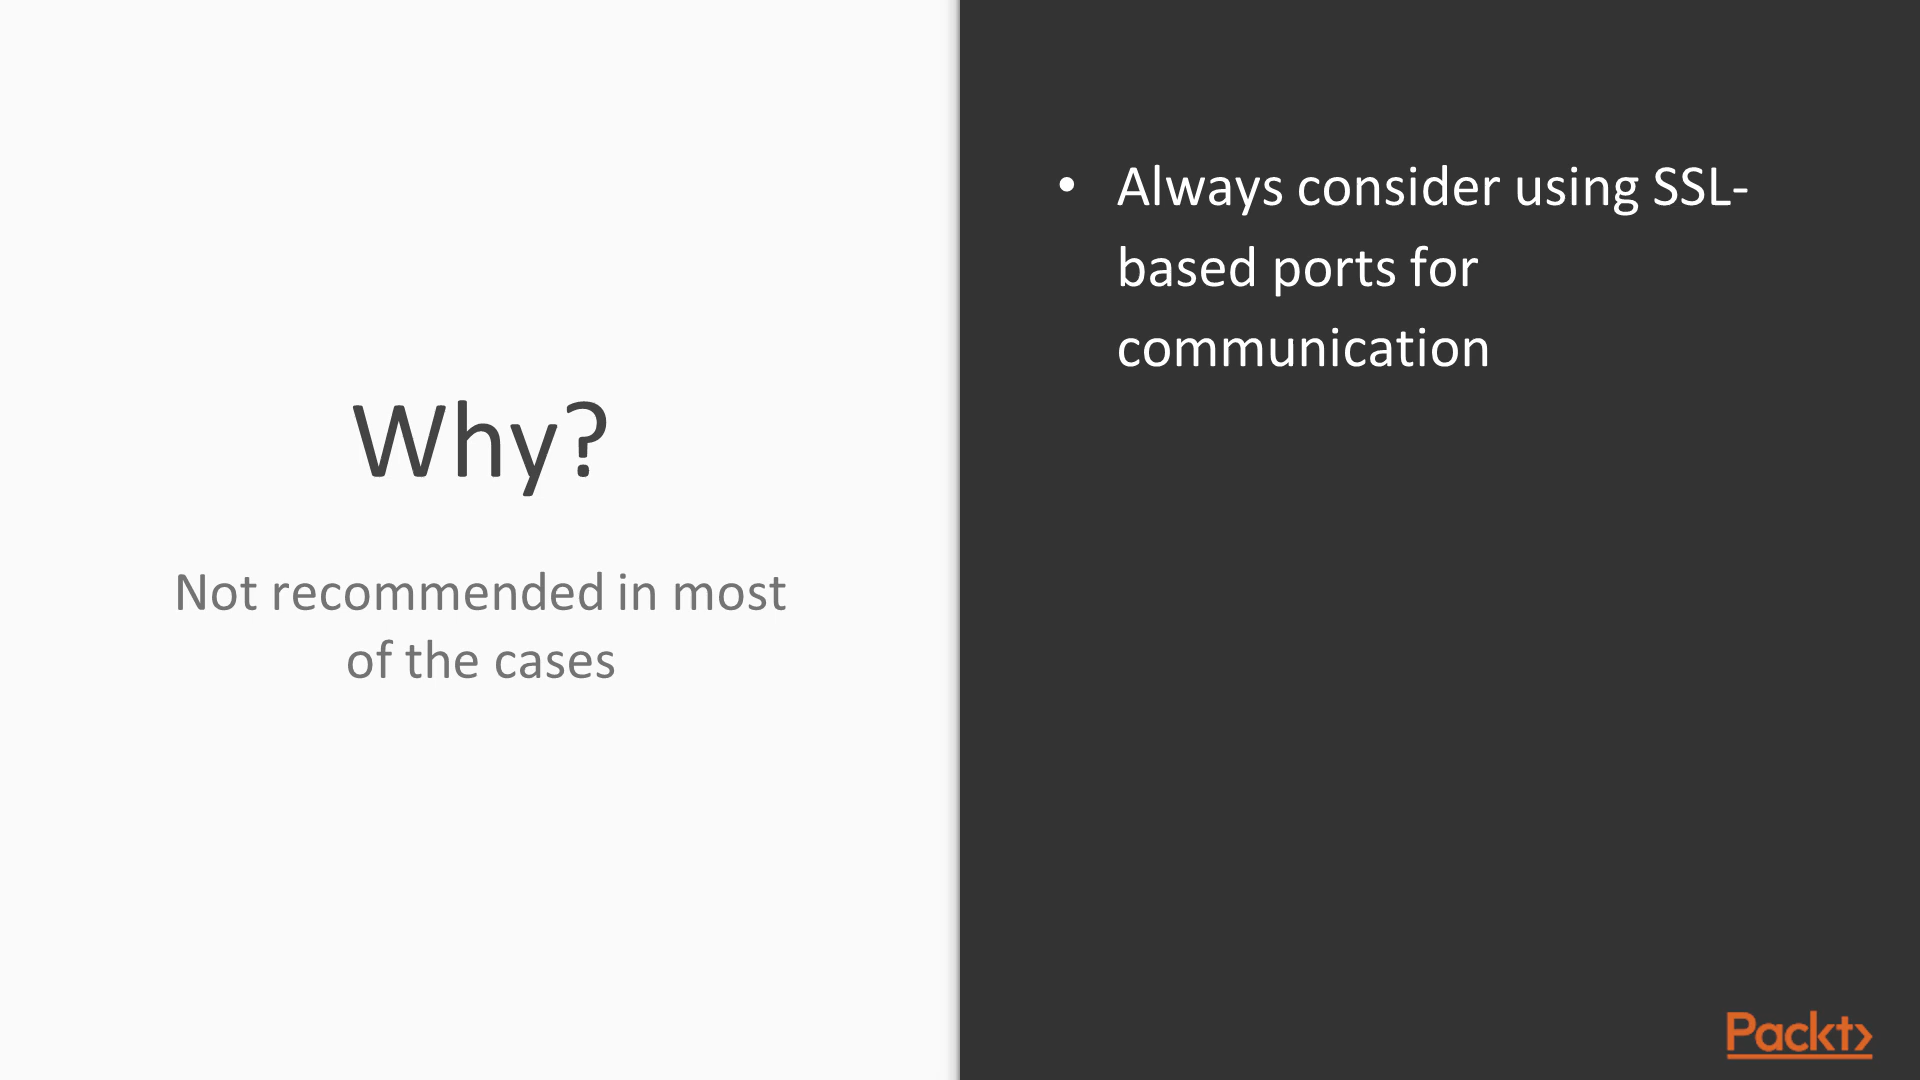 Why?
Not recommended in most
of the cases
• Always consider using SSL-
based ports for
communication
Packt>